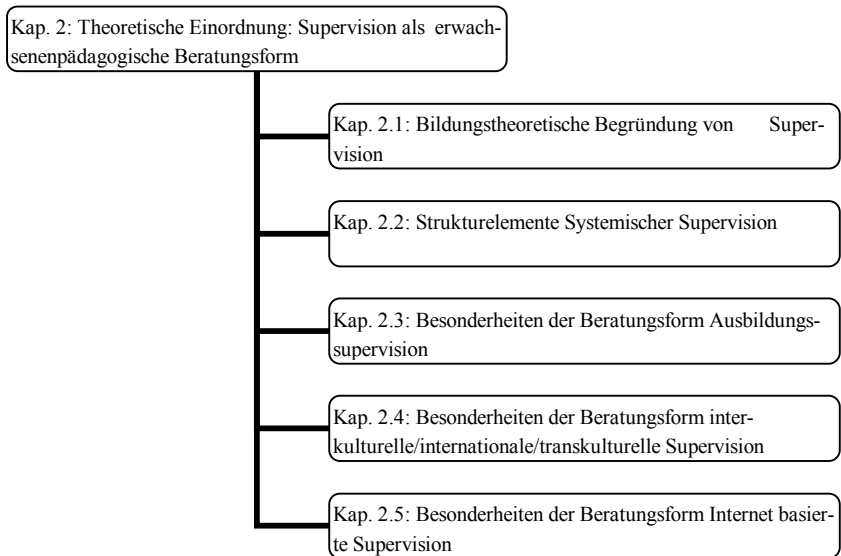 Kap. 2: Theoretische Einordnung: Supervision als erwach-
senenpädagogische Beratungsform
Kap. 2.1: Bildungstheoretische Begründung von Super-
vision
Kap. 2.2: Strukturelemente Systemischer Supervision
Kap. 2.3: Besonderheiten der Beratungsform Ausbildungs-
supervision
Kap. 2.4: Besonderheiten der Beratungsform inter-
kulturelle/internationale/transkulturelle Supervision
Kap. 2.5: Besonderheiten der Beratungsform Internet basier-
te Supervision